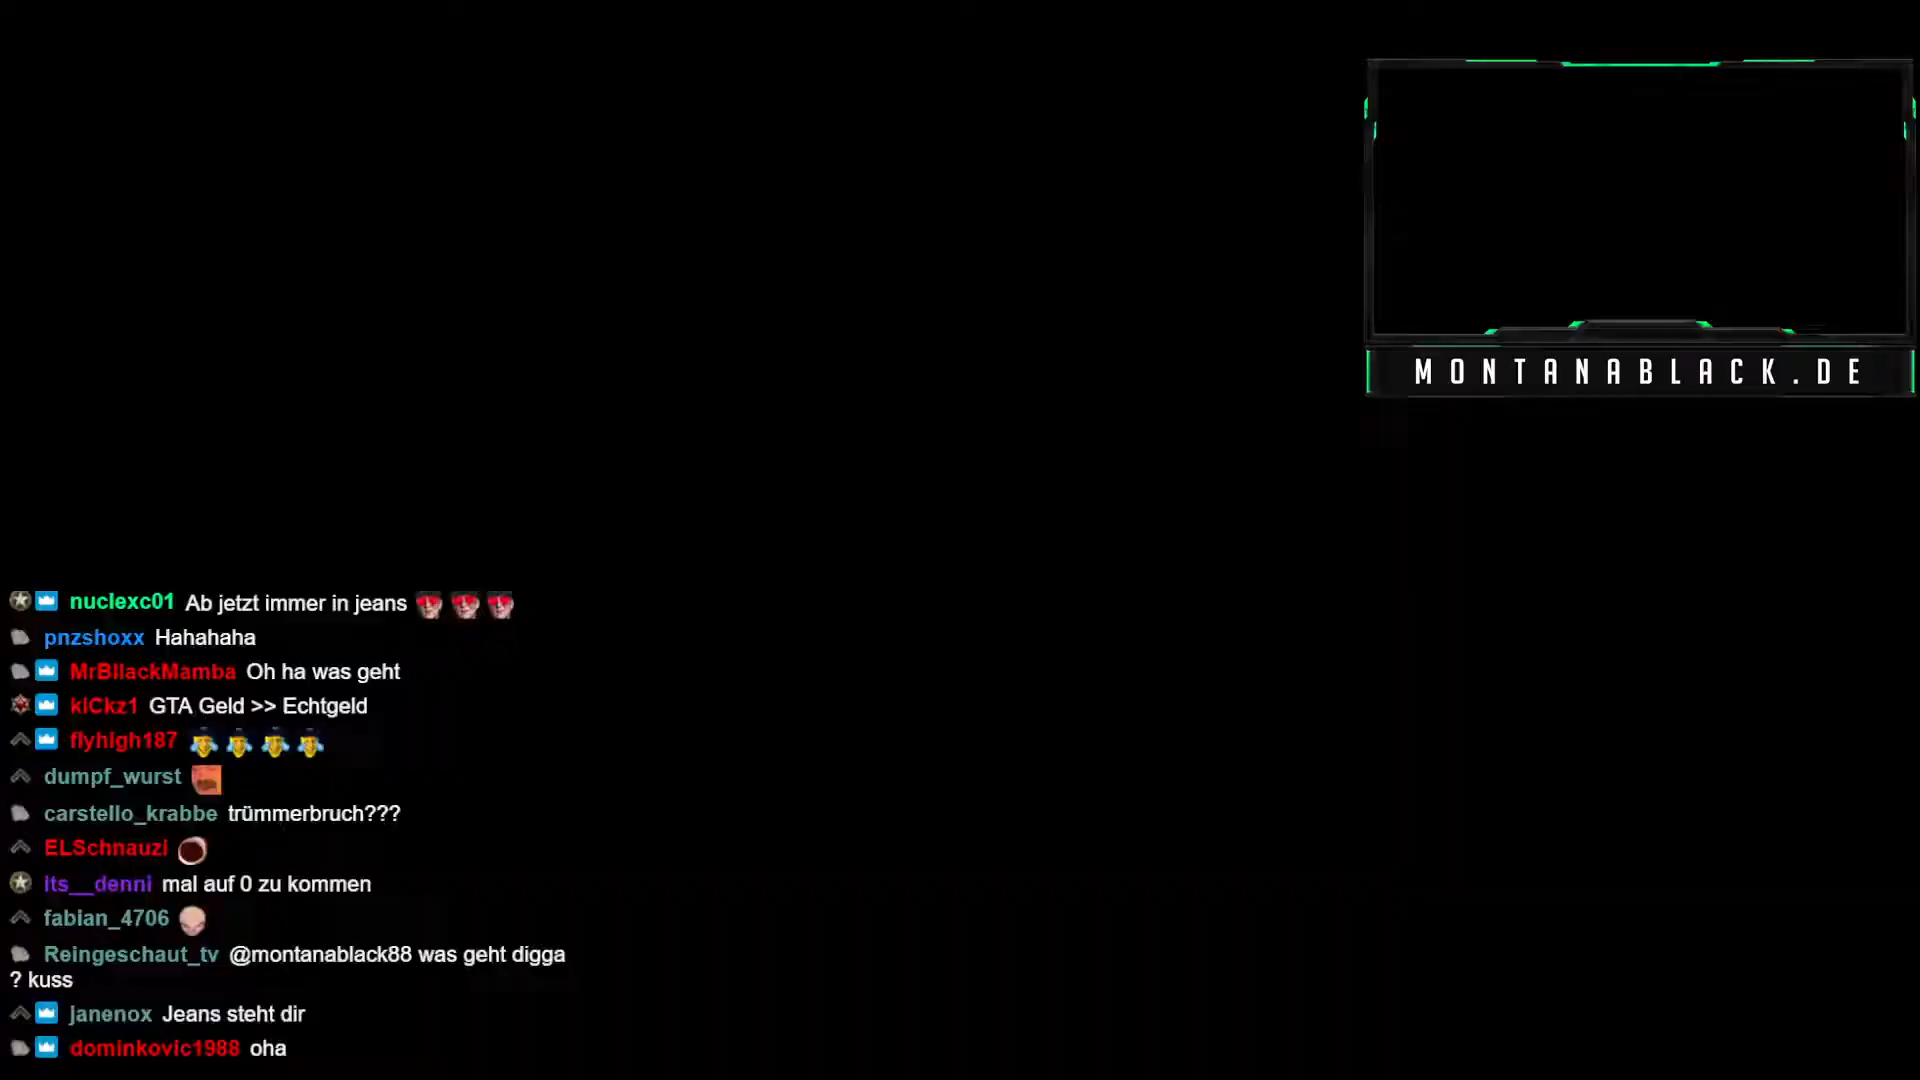 MONTANABLACK.DE
nuclexc01 Ab jetzt immer in jeans
pnzshoxx Hahahaha
MrBllackMamba Oh ha was geht
kiCkz1 GTA Geld >> Echtgeld
flyhigh187
dumpf_wurst
carstello_krabbe trümmerbruch???
ELSchnauzi
its__denni mal auf 0 zu kommen
fabian_4706
Reingeschaut_tv @montanablack88 was geht digga
? kuss
janenox Jeans steht dir
dominkovic1988 oha